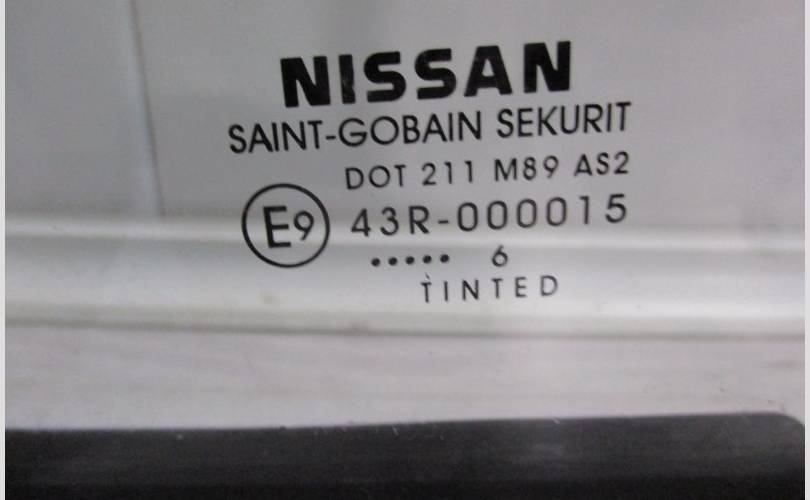 NISSAN
SAINT-GOBAIN SEKURIT
DOT 211 M89 AS2
E9 43R-000015
..... 6
TINTED